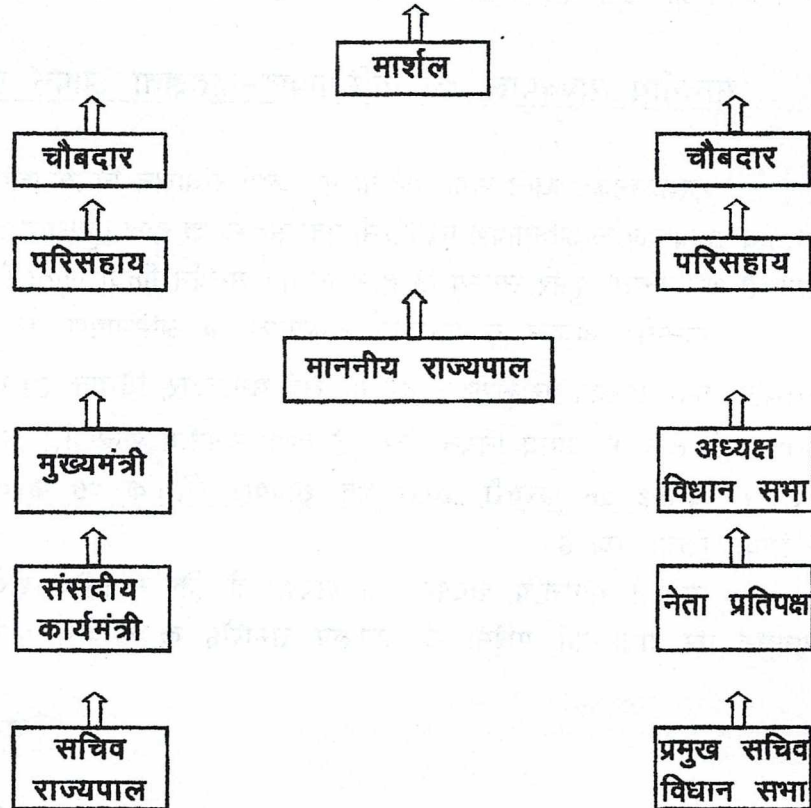 मार्शल
चौबदार
चौबदार
परिसहाय
परिसहाय
माननीय राज्यपाल
मुख्यमंत्री
अध्यक्ष
विधान सभा
संसदीय
कार्यमंत्री
नेता प्रतिपक्ष
सचिव
राज्यपाल
प्रमुख सचिव
विधान सभा